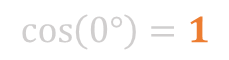 cos(0°) = 1